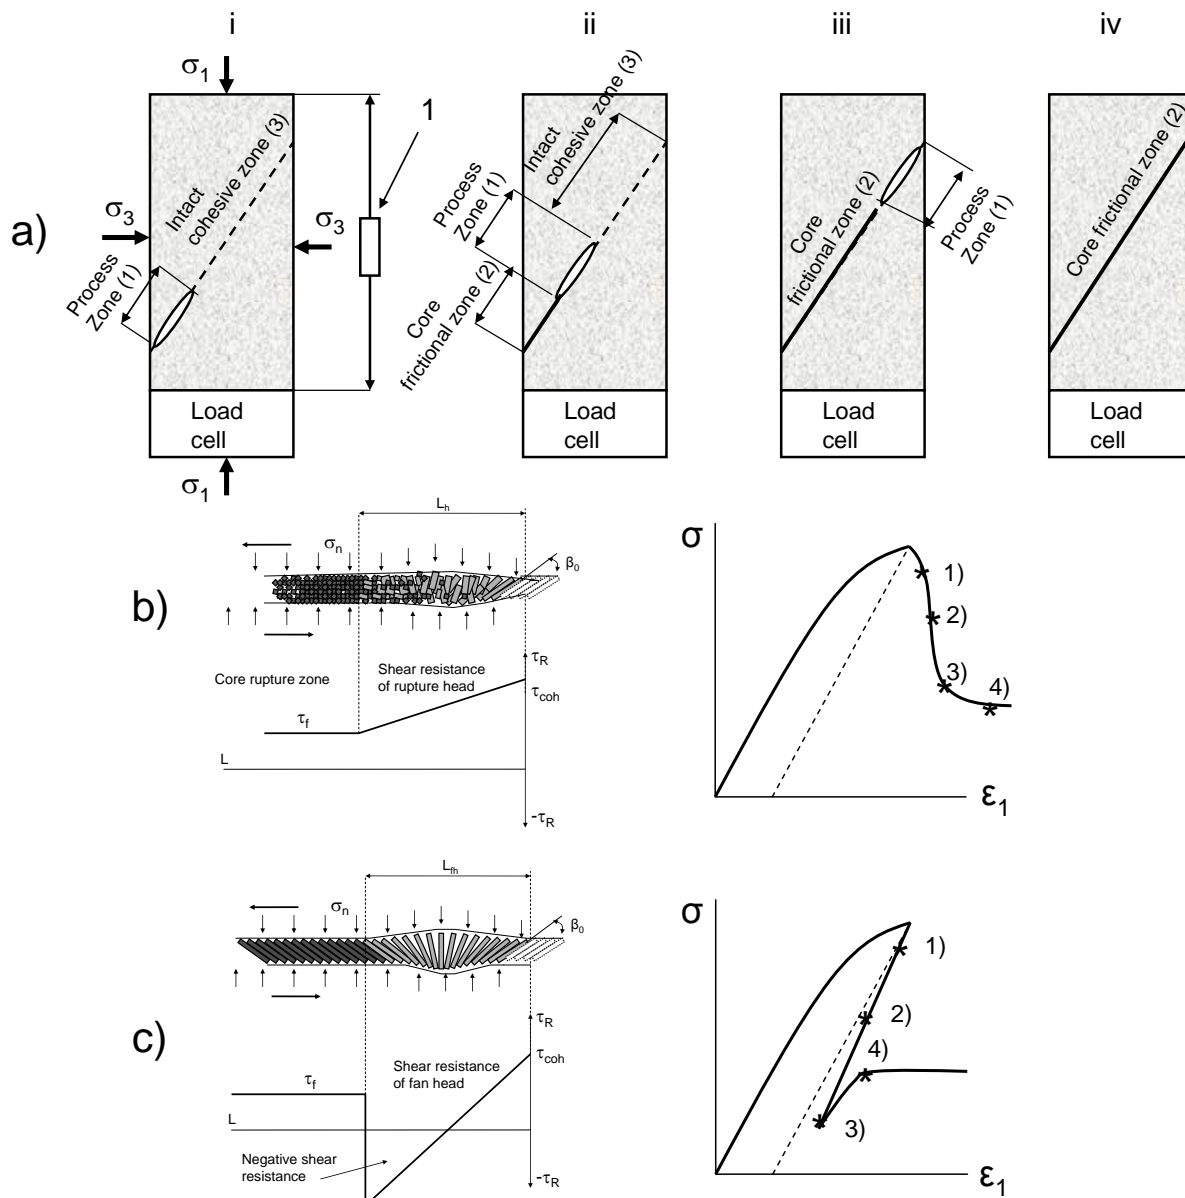 i
ii
iii
iv
a)
σ1
σ3
σ3
1
Intact
cohesive zone (3)
Process
Zone (1)
Load
cell
σ1
Intact
cohesive zone (3)
Process
Zone (1)
Core
frictional zone (2)
Load
cell
Core
frictional zone (2)
Process
Zone (1)
Load
cell
Core frictional zone (2)
Load
cell
b)
Lh
σn
β0
τR
Shear resistance
of rupture head
Core rupture zone
τcoh
τf
L
-τR
σ
1)
2)
3)
4)
ε1
c)
Lfh
σn
β0
τR
τcoh
Shear resistance
of fan head
τf
L
Negative shear
resistance
-τR
σ
1)
2)
4)
3)
ε1